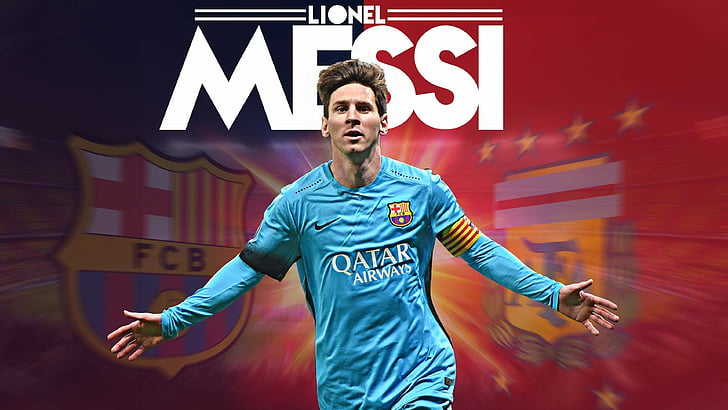 LIONEL
MESSI
FCB
QATAR
AIRWAYS